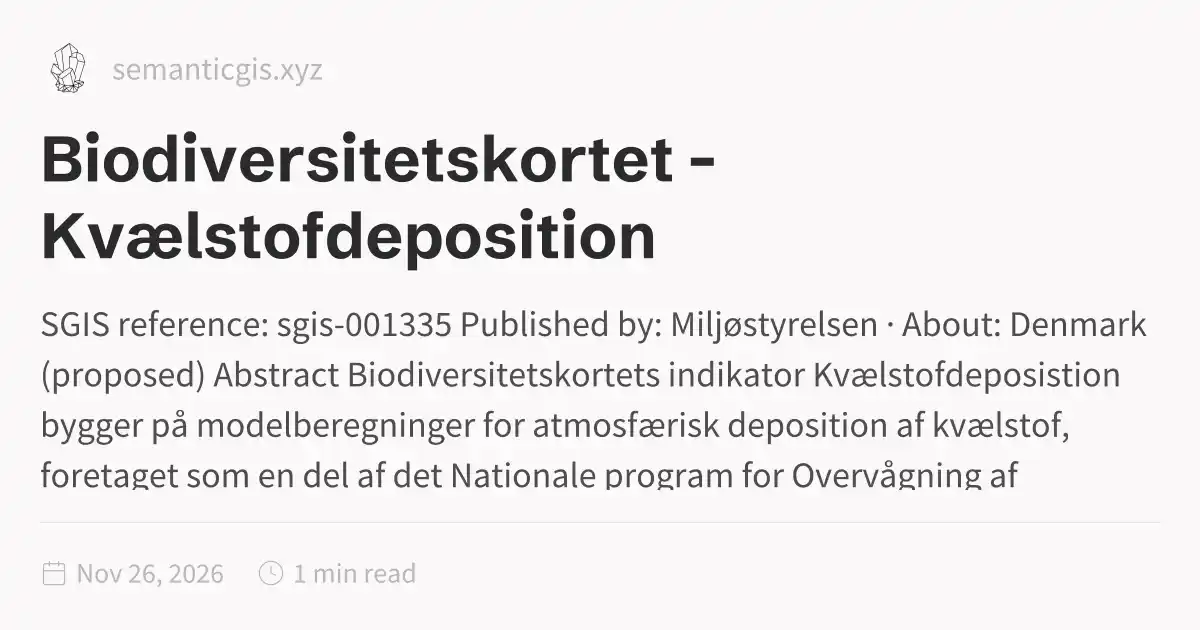 semanticgis.xyz
Biodiversitetskortet -
Kvælstofdeposition
SGIS reference: sgis-001335 Published by: Miljøstyrelsen · About: Denmark
(proposed) Abstract Biodiversitetskortets indikator Kvælstofdeposistion
bygger på modelberegninger for atmosfærisk deposition af kvælstof,
foretaget som en del af det Nationale program for Overvågning af
Nov 26, 2026 1 min read